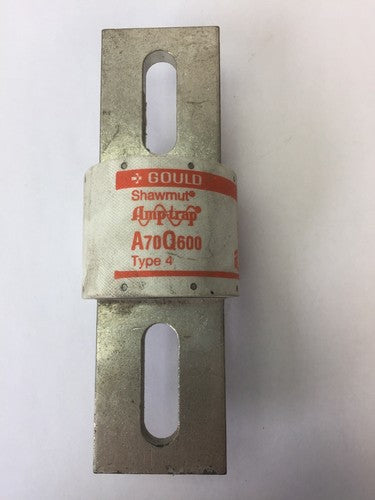 GOULD
Shawmut®
Amp-trap®
A70Q600
Type 4